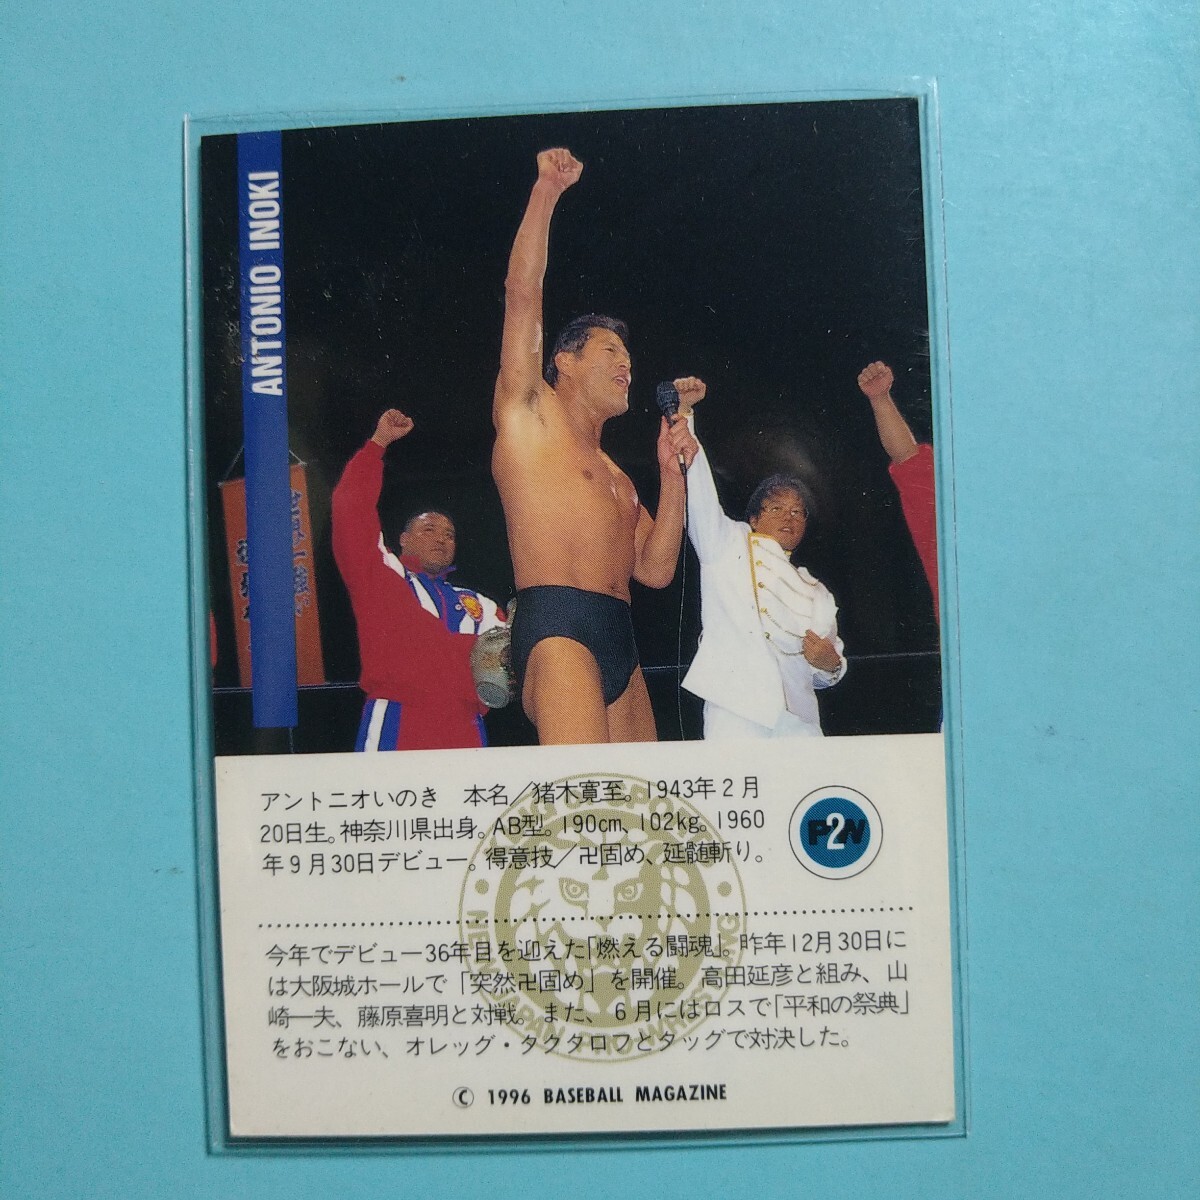 ANTONIO INOKI
アントニオいのき　本名／猪木寛至。1943年2月
20日生。神奈川県出身。AB型。190cm、102kg。1960
年9月30日デビュー。得意技／卍固め、延髄斬り。
P2W
今年でデビュー36年目を迎えた「燃える闘魂」。昨年12月30日に
は大阪城ホールで「突然卍固め」を開催。高田延彦と組み、山
崎一夫、藤原喜明と対戦。また、6月にはロスで「平和の祭典」
をおこない、オレッグ・タクタロフとタッグで対決した。
© 1996 BASEBALL MAGAZINE